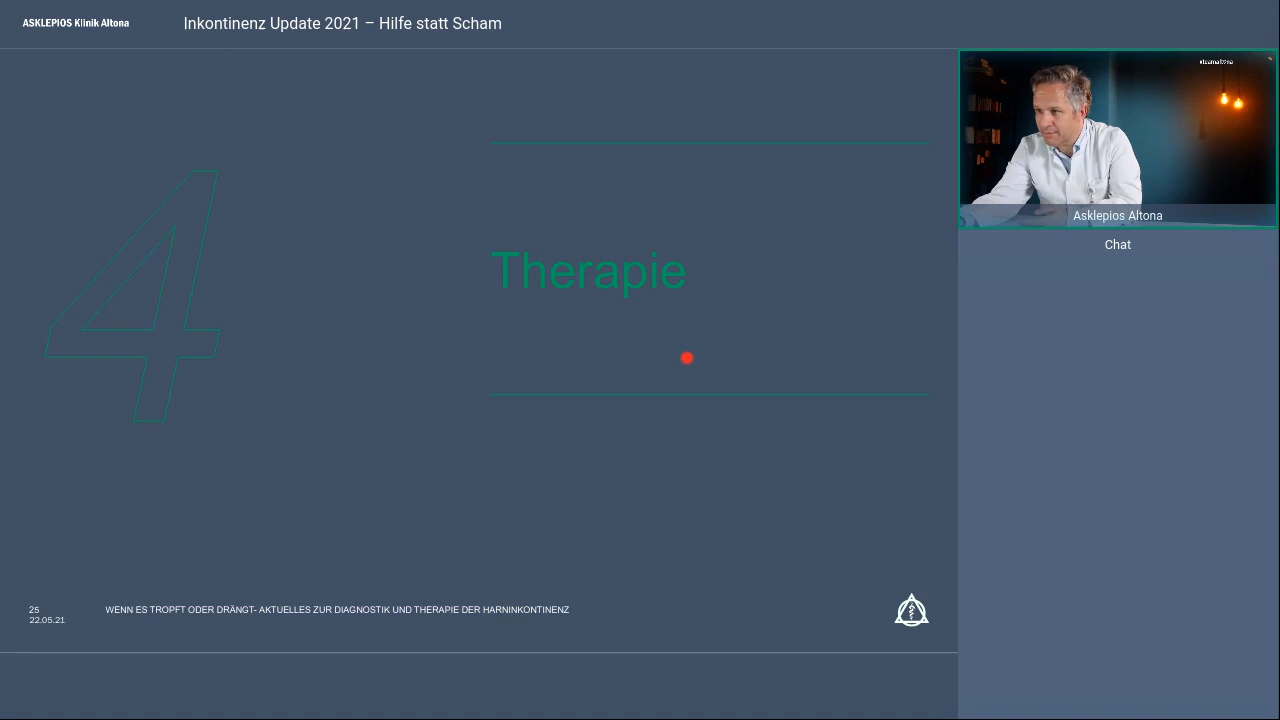 ASKLEPIOS Klinik Altona
Inkontinenz Update 2021 – Hilfe statt Scham
#teamaltona
Asklepios Altona
Chat
4
Therapie
25
22.05.21
WENN ES TROPFT ODER DRÄNGT- AKTUELLES ZUR DIAGNOSTIK UND THERAPIE DER HARNINKONTINENZ